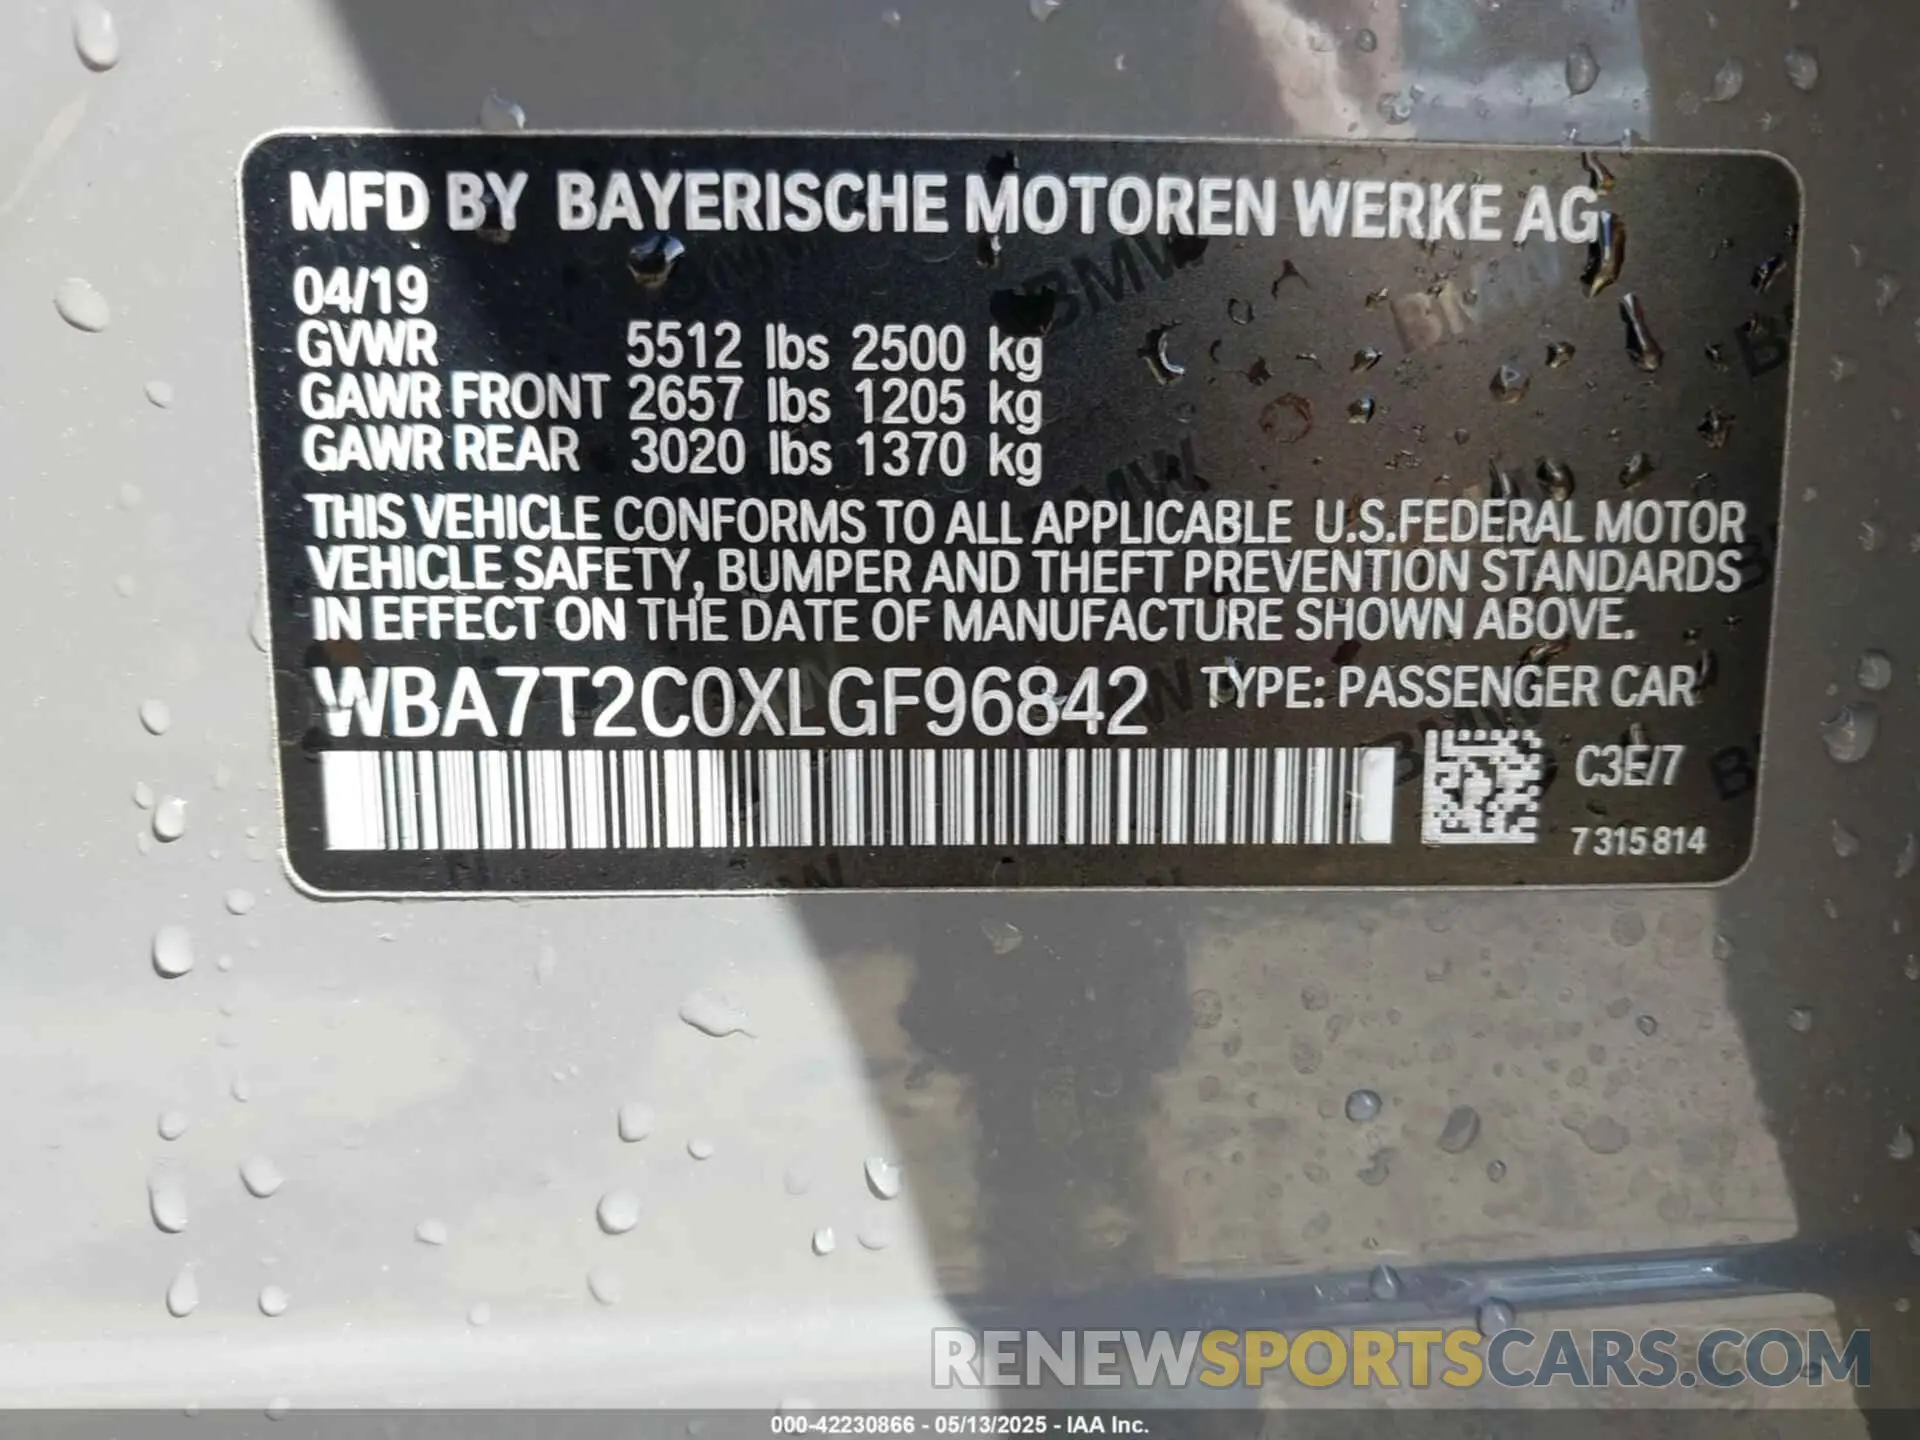 MFD BY BAYERISCHE MOTOREN WERKE AG
04/19
GVWR 5512 lbs 2500 kg
GAWR FRONT 2657 lbs 1205 kg
GAWR REAR 3020 lbs 1370 kg
THIS VEHICLE CONFORMS TO ALL APPLICABLE U.S.FEDERAL MOTOR
VEHICLE SAFETY, BUMPER AND THEFT PREVENTION STANDARDS
IN EFFECT ON THE DATE OF MANUFACTURE SHOWN ABOVE.
WBA7T2C0XLGF96842 TYPE: PASSENGER CAR
C3E/7
7315814
RENEWSPORTSCARS.COM
000-42230866 - 05/13/2025 - IAA Inc.